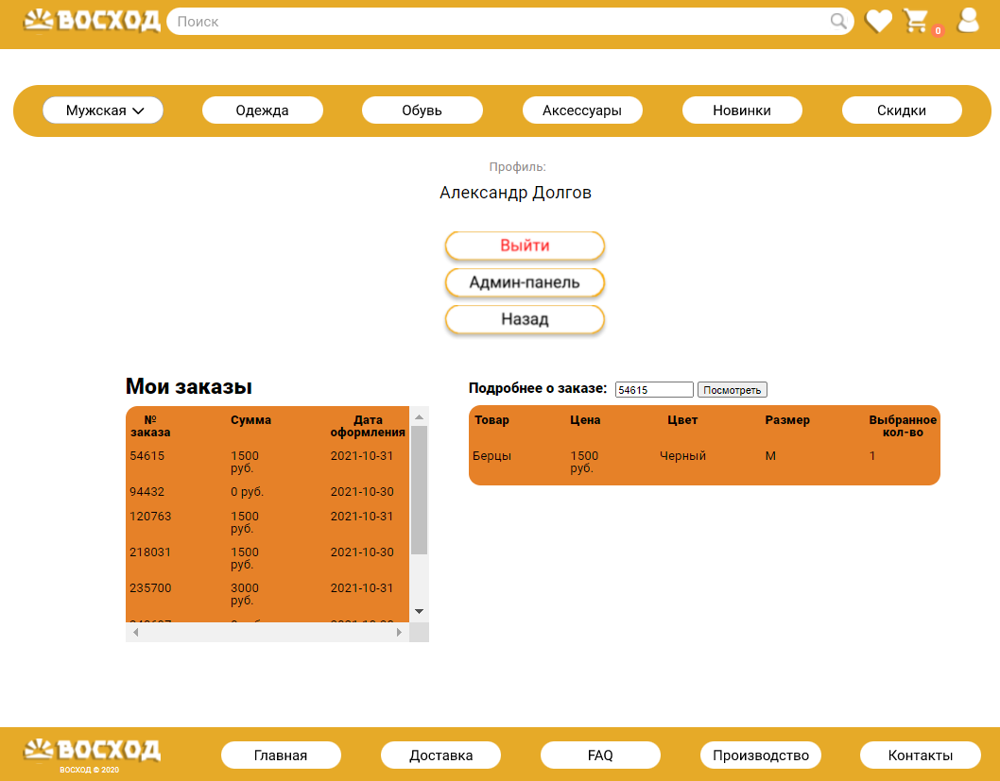 ВОСХОД
Поиск
0
Мужская
Одежда
Обувь
Аксессуары
Новинки
Скидки
Профиль:
Александр Долгов
Выйти
Админ-панель
Назад
Мои заказы
№ заказа Сумма Дата оформления
54615 1500 руб. 2021-10-31
94432 0 руб. 2021-10-30
120763 1500 руб. 2021-10-31
218031 1500 руб. 2021-10-30
235700 3000 руб. 2021-10-31
Подробнее о заказе: 54615 Посмотреть
Товар Цена Цвет Размер Выбранное кол-во
Берцы 1500 руб. Черный M 1
ВОСХОД
ВОСХОД © 2020
Главная
Доставка
FAQ
Производство
Контакты